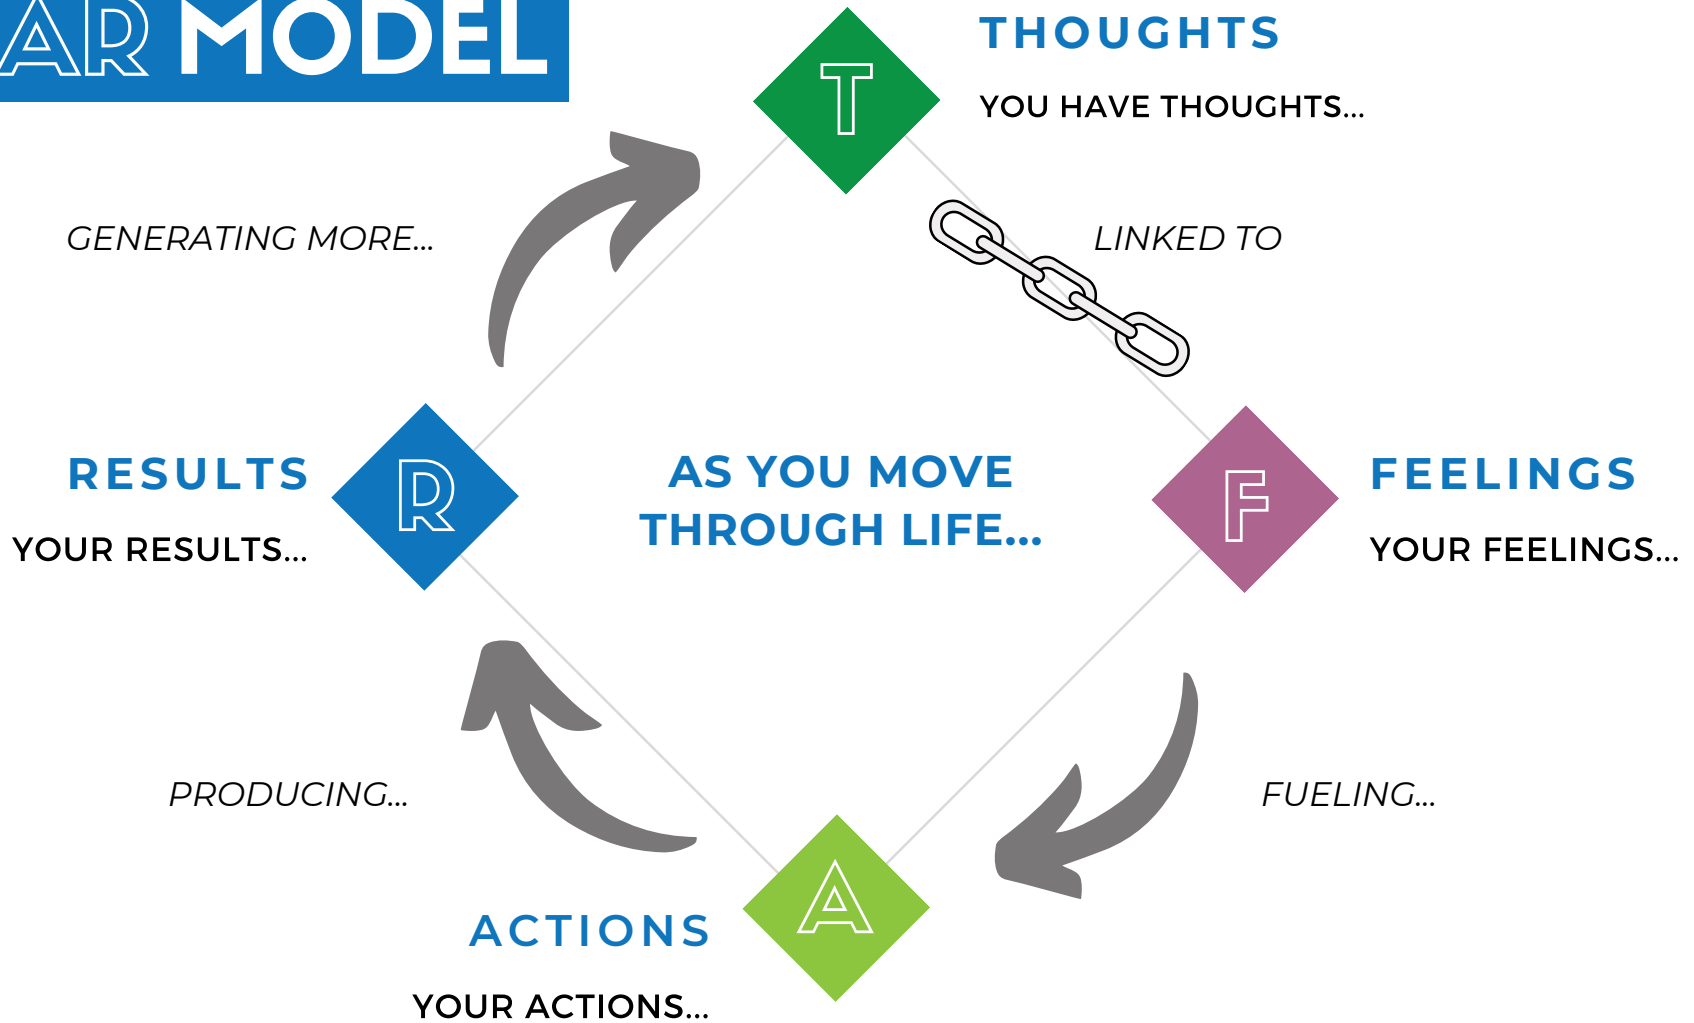 AR MODEL
T
THOUGHTS
YOU HAVE THOUGHTS...
GENERATING MORE...
LINKED TO
RESULTS
YOUR RESULTS...
R
AS YOU MOVE
THROUGH LIFE...
F
FEELINGS
YOUR FEELINGS...
PRODUCING...
FUELING...
A
ACTIONS
YOUR ACTIONS...